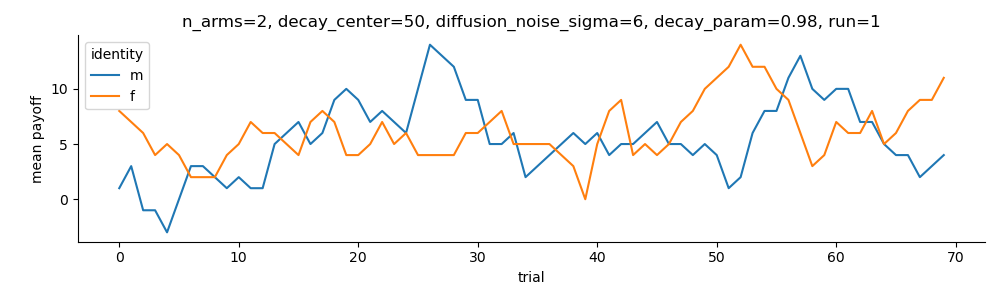 n_arms=2, decay_center=50, diffusion_noise_sigma=6, decay_param=0.98, run=1
identity
m
f
mean payoff
10
5
0
0 10 20 30 40 50 60 70
trial